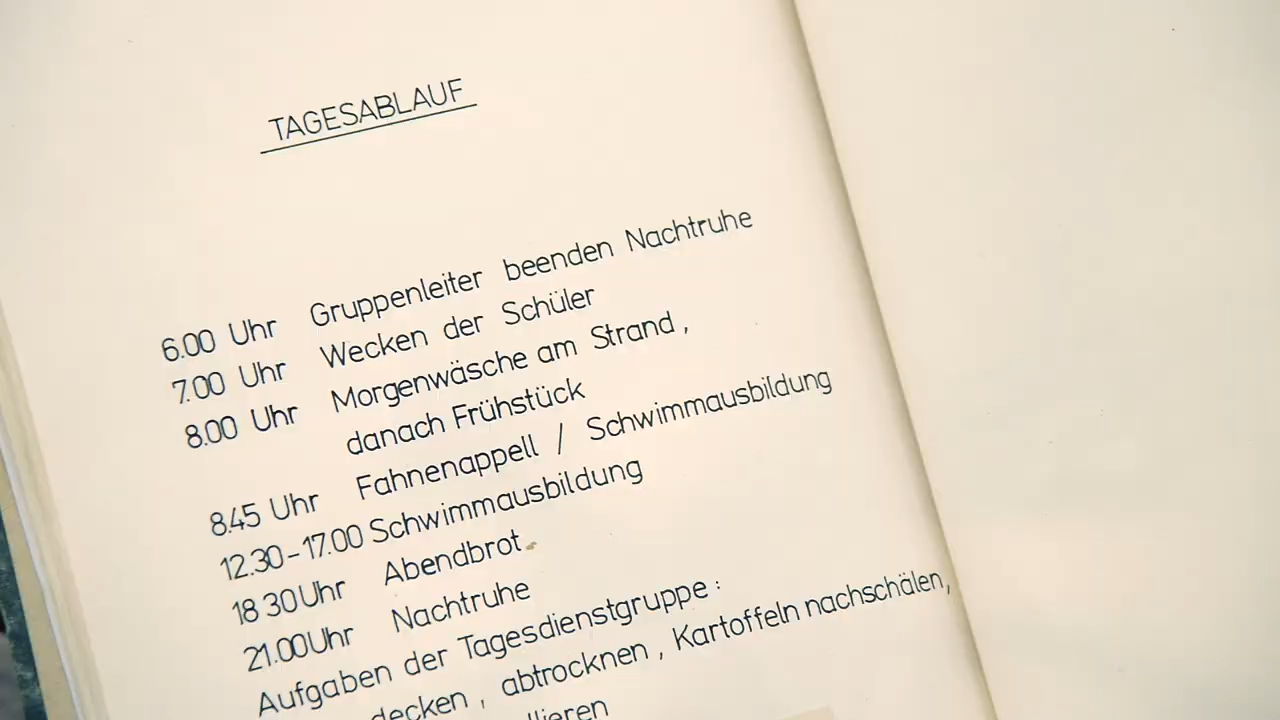 TAGESABLAUF
6.00 Uhr Gruppenleiter beenden Nachtruhe
7.00 Uhr Wecken der Schüler
8.00 Uhr Morgenwäsche am Strand,
danach Frühstück
8.45 Uhr Fahnenappell / Schwimmausbildung
12.30-17.00 Schwimmausbildung
18 30 Uhr Abendbrot
21.00 Uhr Nachtruhe
Aufgaben der Tagesdienstgruppe:
decken, abtrocknen, Kartoffeln nachschälen,